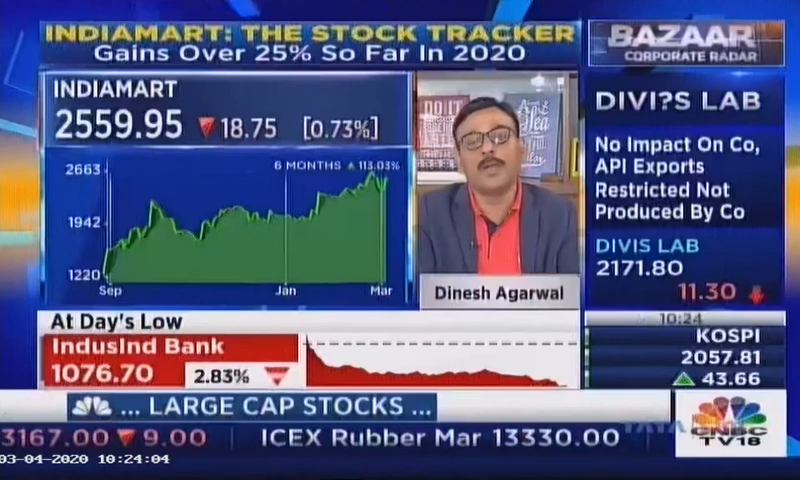 INDIAMART: THE STOCK TRACKER
Gains Over 25% So Far In 2020
INDIAMART
2559.95 18.75 [0.73%]
6 MONTHS 113.03%
2663
1942
1220
Sep Jan Mar
DO IT
Tea
Dinesh Agarwal
BAZAAR
CORPORATE RADAR
DIVI?S LAB
No Impact On Co,
API Exports
Restricted Not
Produced By Co
DIVIS LAB
2171.80
11.30
10:24
At Day's Low
IndusInd Bank
1076.70 2.83%
KOSPI
2057.81
43.66
... LARGE CAP STOCKS ...
3167.00 9.00 ICEX Rubber Mar 13330.00
TATA
CNBC
TV18
03-04-2020 10:24:04